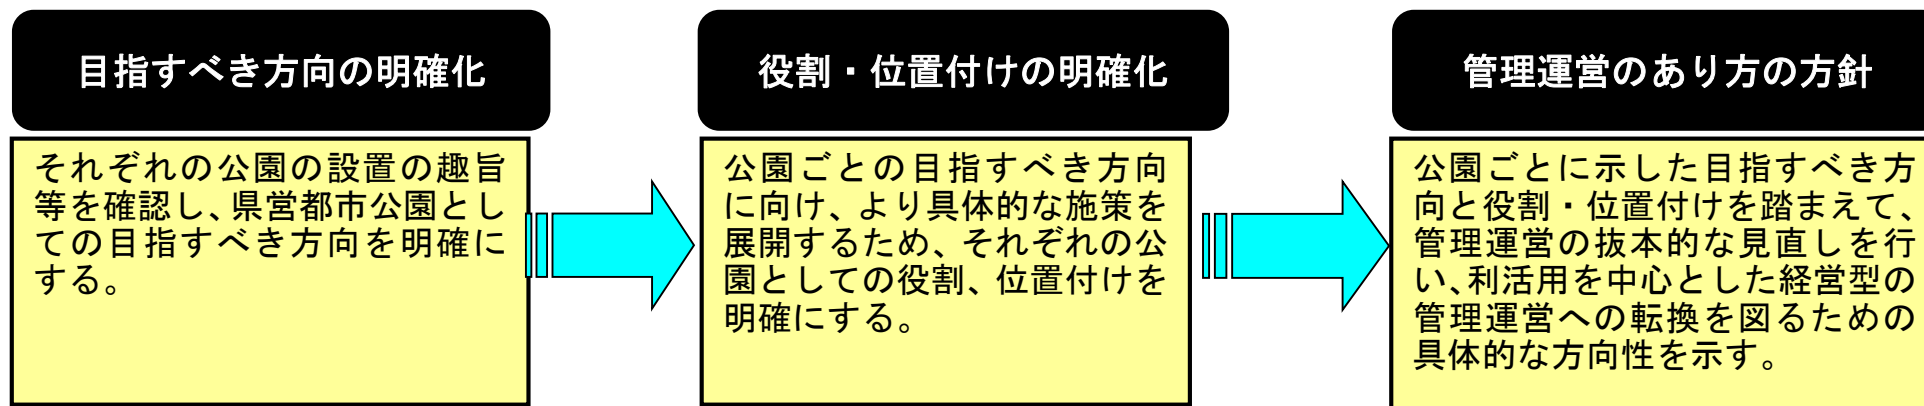 目指すべき方向の明確化
それぞれの公園の設置の趣旨
等を確認し、県営都市公園とし
ての目指すべき方向を明確に
する。
役割・位置付けの明確化
公園ごとの目指すべき方向
に向け、より具体的な施策を
展開するため、それぞれの公
園としての役割、位置付けを
明確にする。
管理運営のあり方の方針
公園ごとに示した目指すべき方
向と役割・位置付けを踏まえて、
管理運営の抜本的な見直しを行
い、利活用を中心とした経営型の
管理運営への転換を図るための
具体的な方向性を示す。